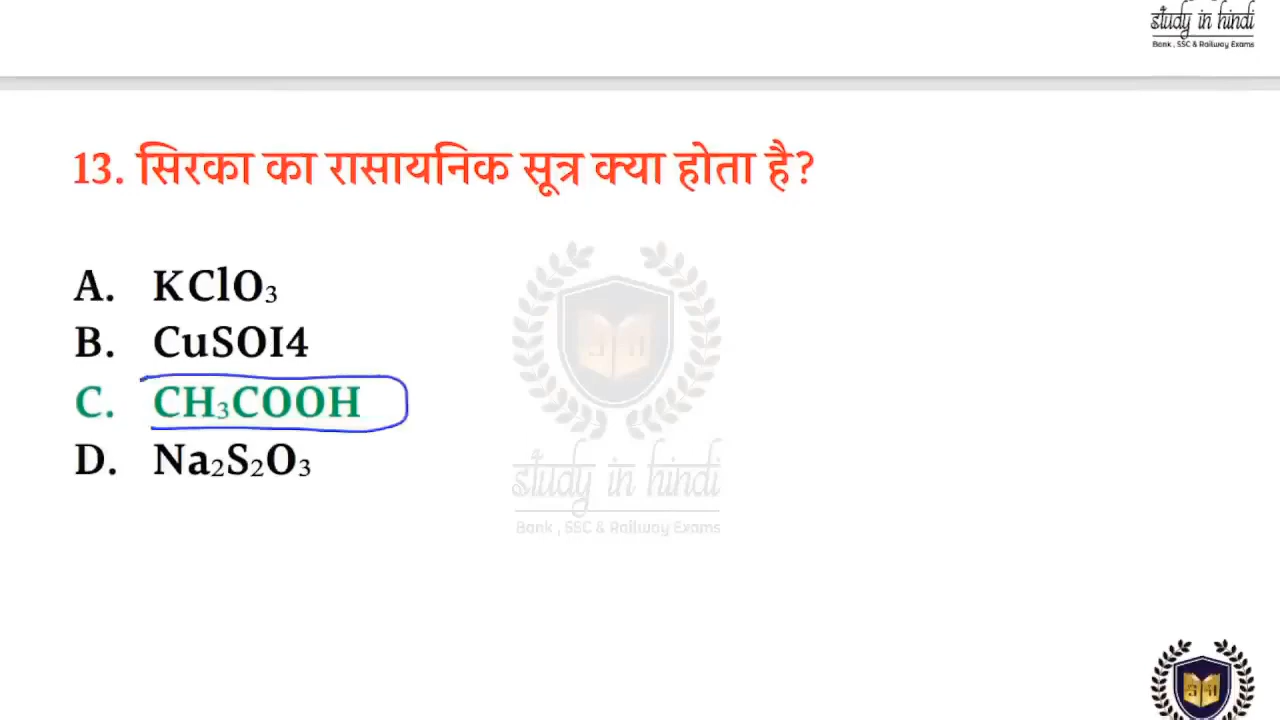 study in hindi
Bank , SSC & Railway Exams
13. सिरका का रासायनिक सूत्र क्या होता है?
A. KClO₃
B. CuSOI4
C. CH₃COOH
D. Na₂S₂O₃
study in hindi
Bank , SSC & Railway Exams